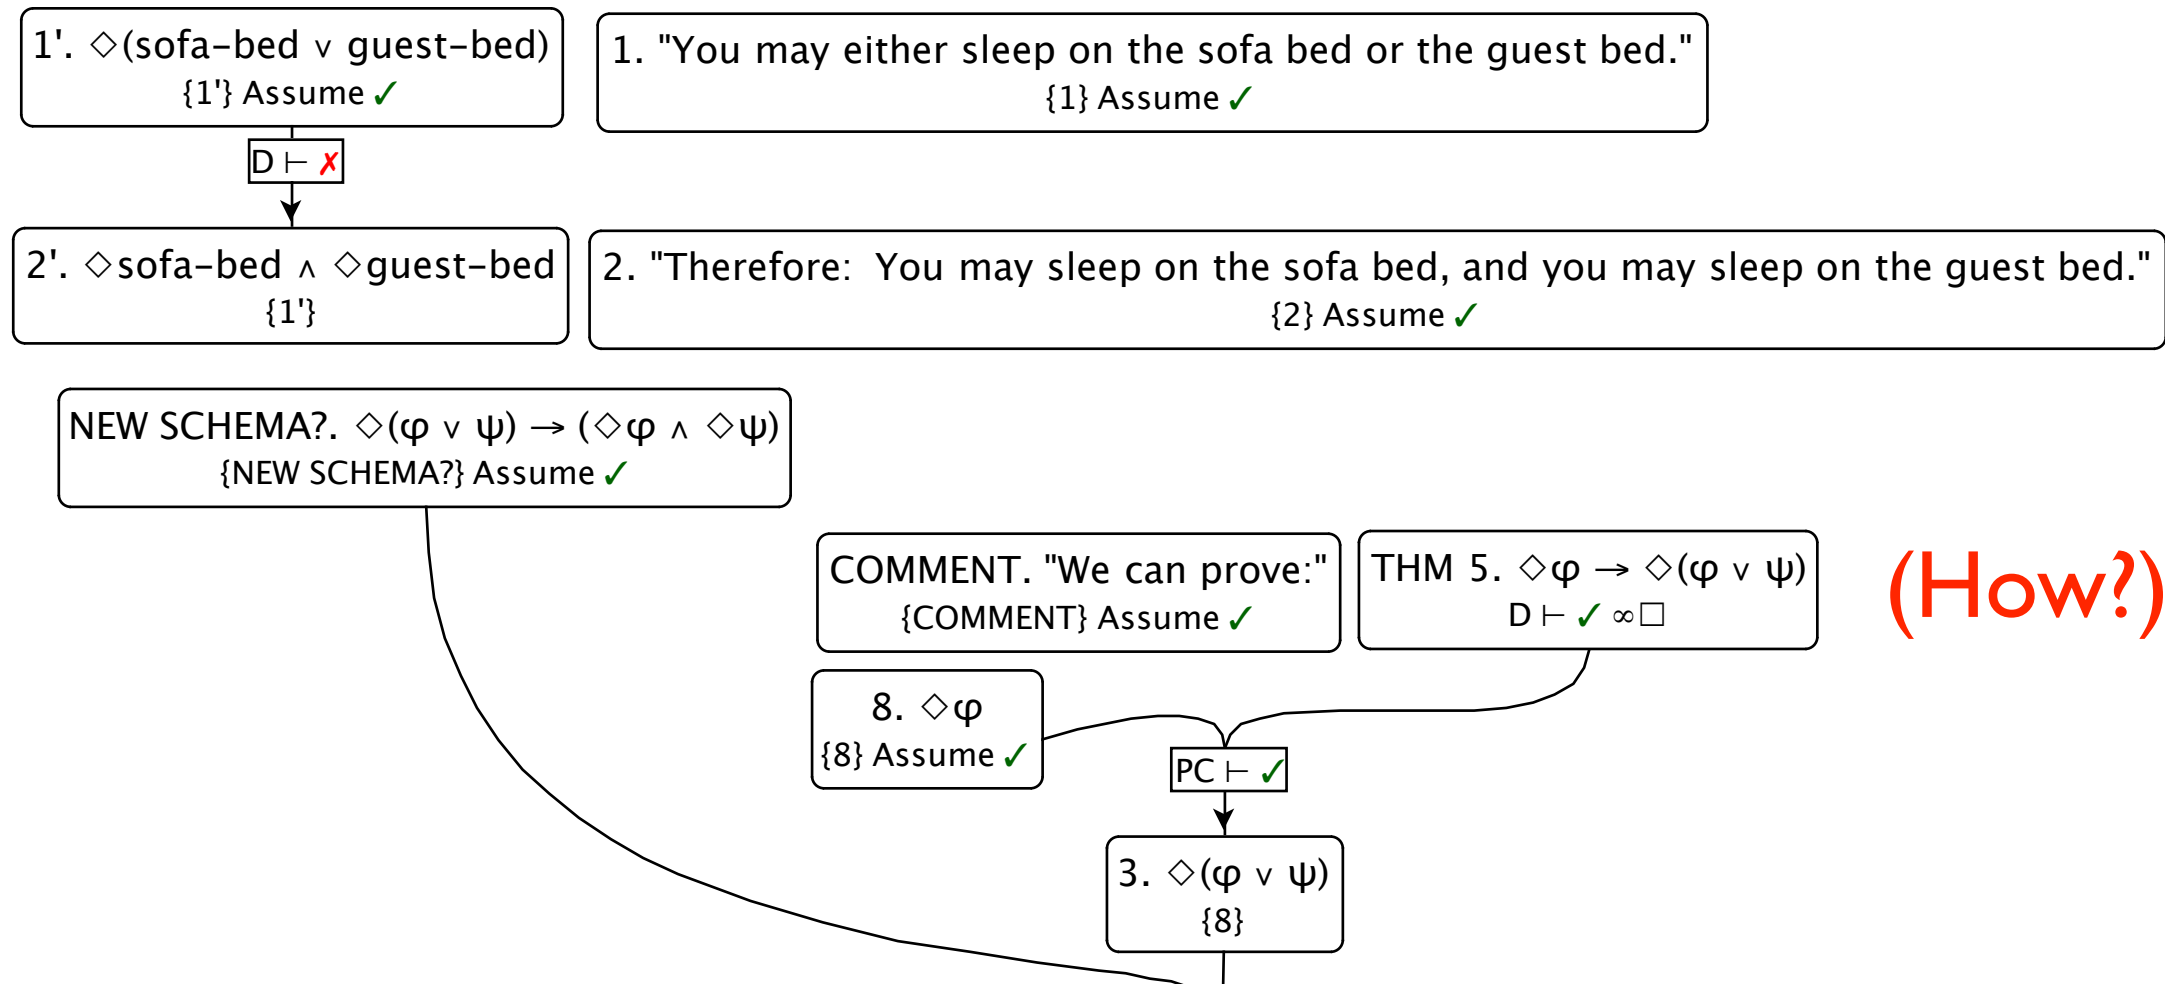 1'. ◇(sofa-bed ∨ guest-bed)
{1'} Assume ✓
1. "You may either sleep on the sofa bed or the guest bed."
{1} Assume ✓
D ⊢ ✗
2'. ◇sofa-bed ∧ ◇guest-bed
{1'}
2. "Therefore:  You may sleep on the sofa bed, and you may sleep on the guest bed."
{2} Assume ✓
NEW SCHEMA?. ◇(φ ∨ ψ) → (◇φ ∧ ◇ψ)
{NEW SCHEMA?} Assume ✓
COMMENT. "We can prove:"
{COMMENT} Assume ✓
THM 5. ◇φ → ◇(φ ∨ ψ)
D ⊢ ✓ ∞□
(How?)
8. ◇φ
{8} Assume ✓
PC ⊢ ✓
3. ◇(φ ∨ ψ)
{8}